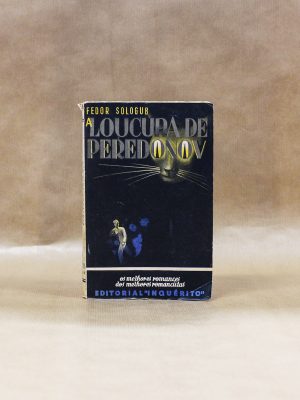 FEDOR SOLOGUB
A LOUCURA DE
PEREDONOV
os melhores romances
dos melhores romancistas
EDITORIAL "INQUÉRITO"